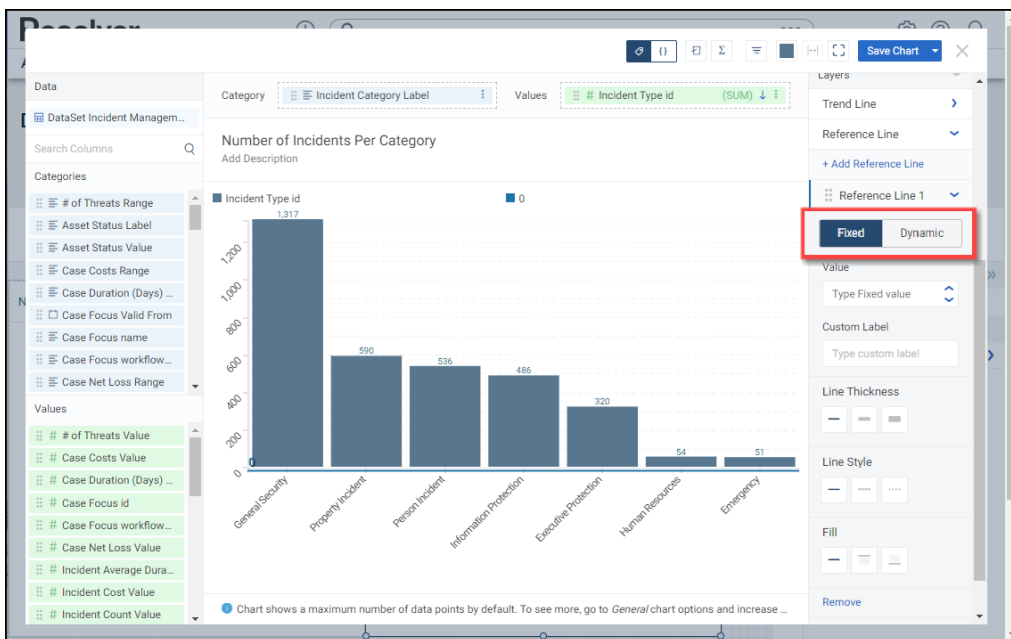 Resolver
{}
Σ
Save Chart
Data
DataSet Incident Managem...
Search Columns
Categories
# of Threats Range
Asset Status Label
Asset Status Value
Case Costs Range
Case Duration (Days) ...
Case Focus Valid From
Case Focus name
Case Focus workflow...
Case Net Loss Range
Values
# # of Threats Value
# Case Costs Value
# Case Duration (Days) ...
# Case Focus id
# Case Focus workflow...
# Case Net Loss Value
# Incident Average Dura...
# Incident Cost Value
# Incident Count Value
Category
Incident Category Label
Values
# Incident Type id (SUM)
Number of Incidents Per Category
Add Description
Incident Type id
0
1,317
590
536
486
320
54
51
1,200
1,000
800
600
400
200
0
0
General Security
Property Incident
Person Incident
Information Protection
Executive Protection
Human Resources
Emergency
Chart shows a maximum number of data points by default. To see more, go to General chart options and increase ...
Layers
Trend Line
Reference Line
+ Add Reference Line
Reference Line 1
Fixed
Dynamic
Value
Type Fixed value
Custom Label
Type custom label
Line Thickness
Line Style
Fill
Remove